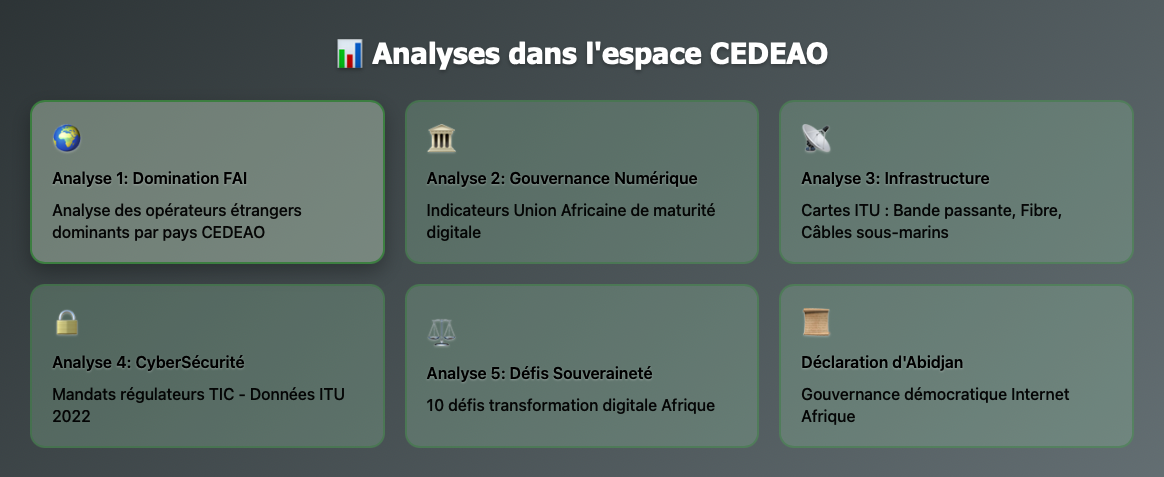 Analyses dans l'espace CEDEAO
Analyse 1: Domination FAI
Analyse des opérateurs étrangers
dominants par pays CEDEAO
Analyse 2: Gouvernance Numérique
Indicateurs Union Africaine de maturité
digitale
Analyse 3: Infrastructure
Cartes ITU : Bande passante, Fibre,
Câbles sous-marins
Analyse 4: CyberSécurité
Mandats régulateurs TIC - Données ITU
2022
Analyse 5: Défis Souveraineté
10 défis transformation digitale Afrique
Déclaration d'Abidjan
Gouvernance démocratique Internet
Afrique